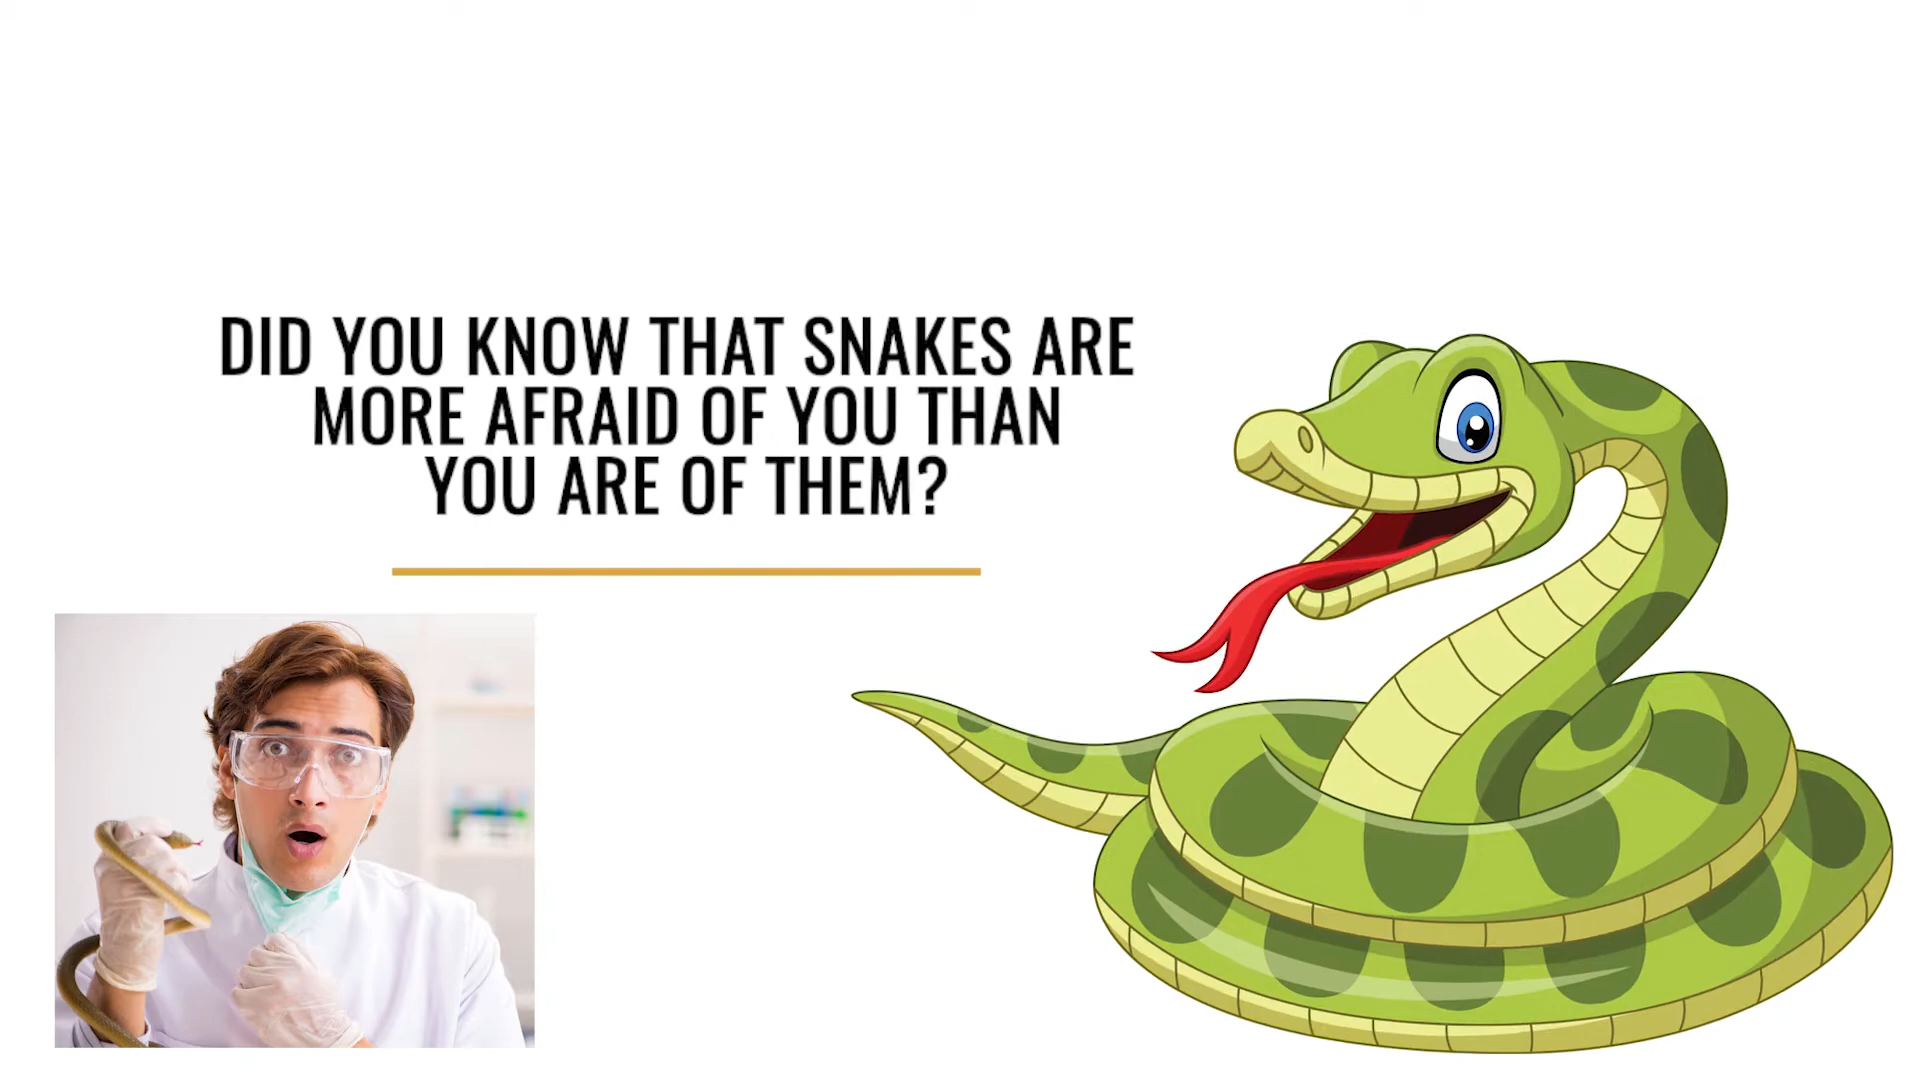 DID YOU KNOW THAT SNAKES ARE
MORE AFRAID OF YOU THAN
YOU ARE OF THEM?